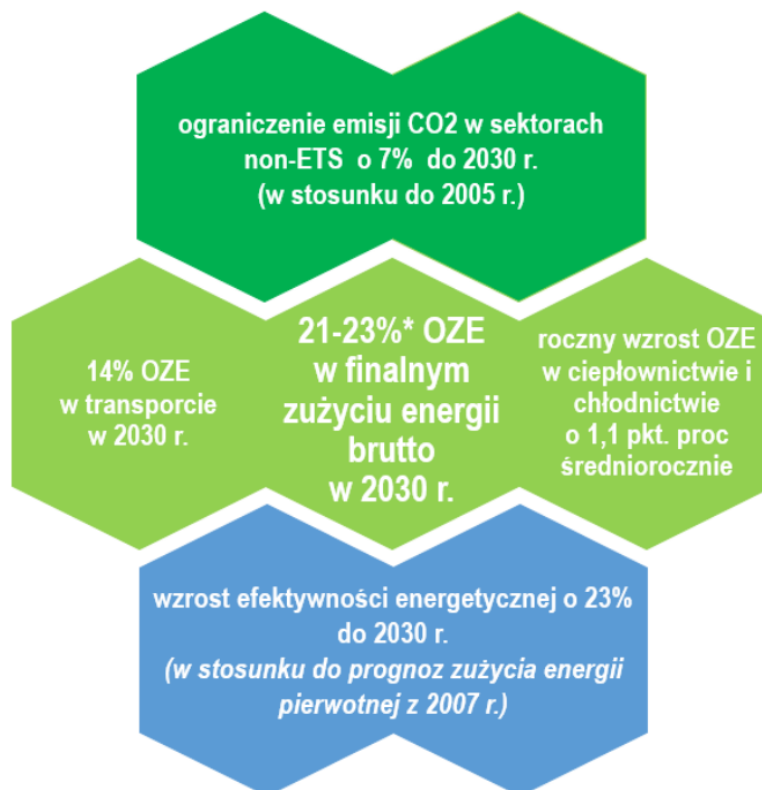 ograniczenie emisji CO2 w sektorach
non-ETS o 7% do 2030 r.
(w stosunku do 2005 r.)
14% OZE
w transporcie
w 2030 r.
21-23%* OZE
w finalnym
zużyciu energii
brutto
w 2030 r.
roczny wzrost OZE
w ciepłownictwie i
chłodnictwie
o 1,1 pkt. proc
średniorocznie
wzrost efektywności energetycznej o 23%
do 2030 r.
(w stosunku do prognoz zużycia energii
pierwotnej z 2007 r.)